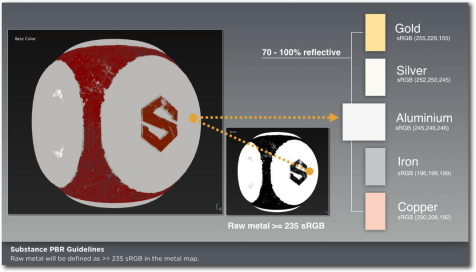 Base Color
70 - 100% reflective
Gold
sRGB (255,226,155)
Silver
sRGB (252,250,245)
Aluminium
sRGB (245,246,246)
Iron
sRGB (196,199,199)
Copper
sRGB (250,208,192)
S
S
Raw metal >= 235 sRGB
Substance PBR Guidelines
Raw metal will be defined as >= 235 sRGB in the metal map.